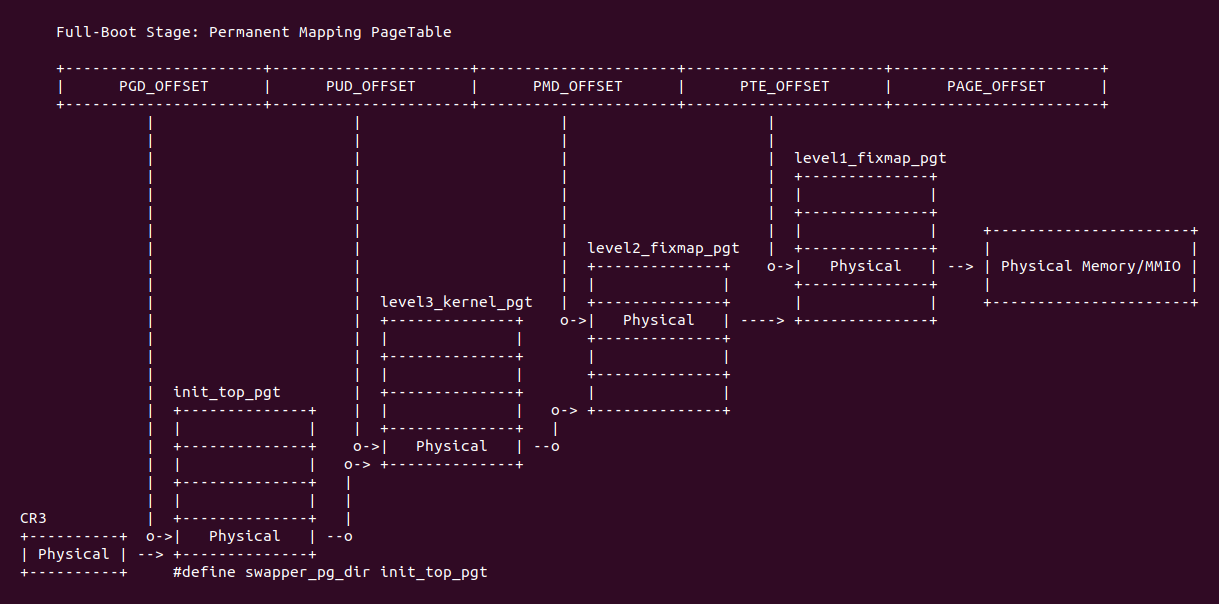 Full-Boot Stage: Permanent Mapping PageTable
PGD_OFFSET PUD_OFFSET PMD_OFFSET PTE_OFFSET PAGE_OFFSET
level1_fixmap_pgt
level2_fixmap_pgt
Physical Physical Memory/MMIO
level3_kernel_pgt
Physical
init_top_pgt
Physical
CR3
Physical
Physical
#define swapper_pg_dir init_top_pgt